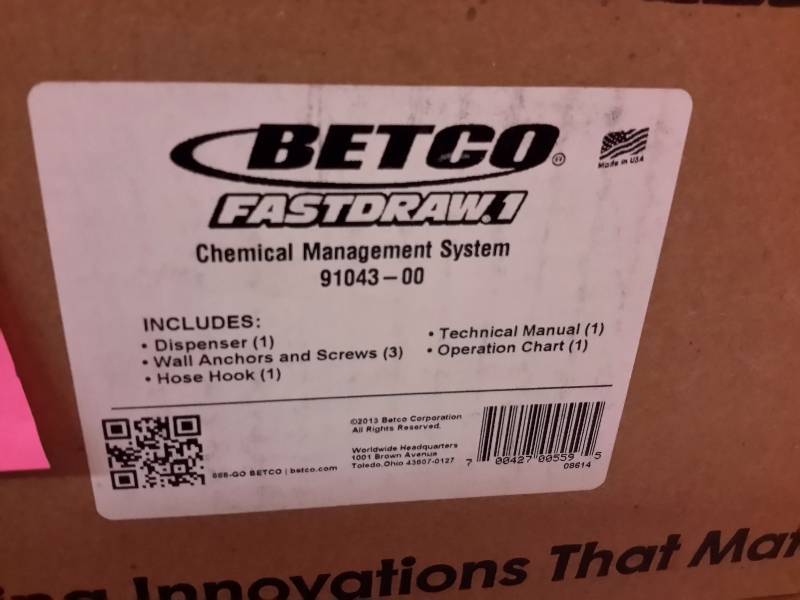 BETCO®
Made in USA
FASTDRAW.1
Chemical Management System
91043-00
INCLUDES:
• Dispenser (1)
• Wall Anchors and Screws (3)
• Hose Hook (1)
• Technical Manual (1)
• Operation Chart (1)
©2013 Betco Corporation
All Rights Reserved.
Worldwide Headquarters
1001 Brown Avenue
Toledo, Ohio 43607-0127
888-GO BETCO | betco.com
7 00427 00559 5
08614
Innovations That